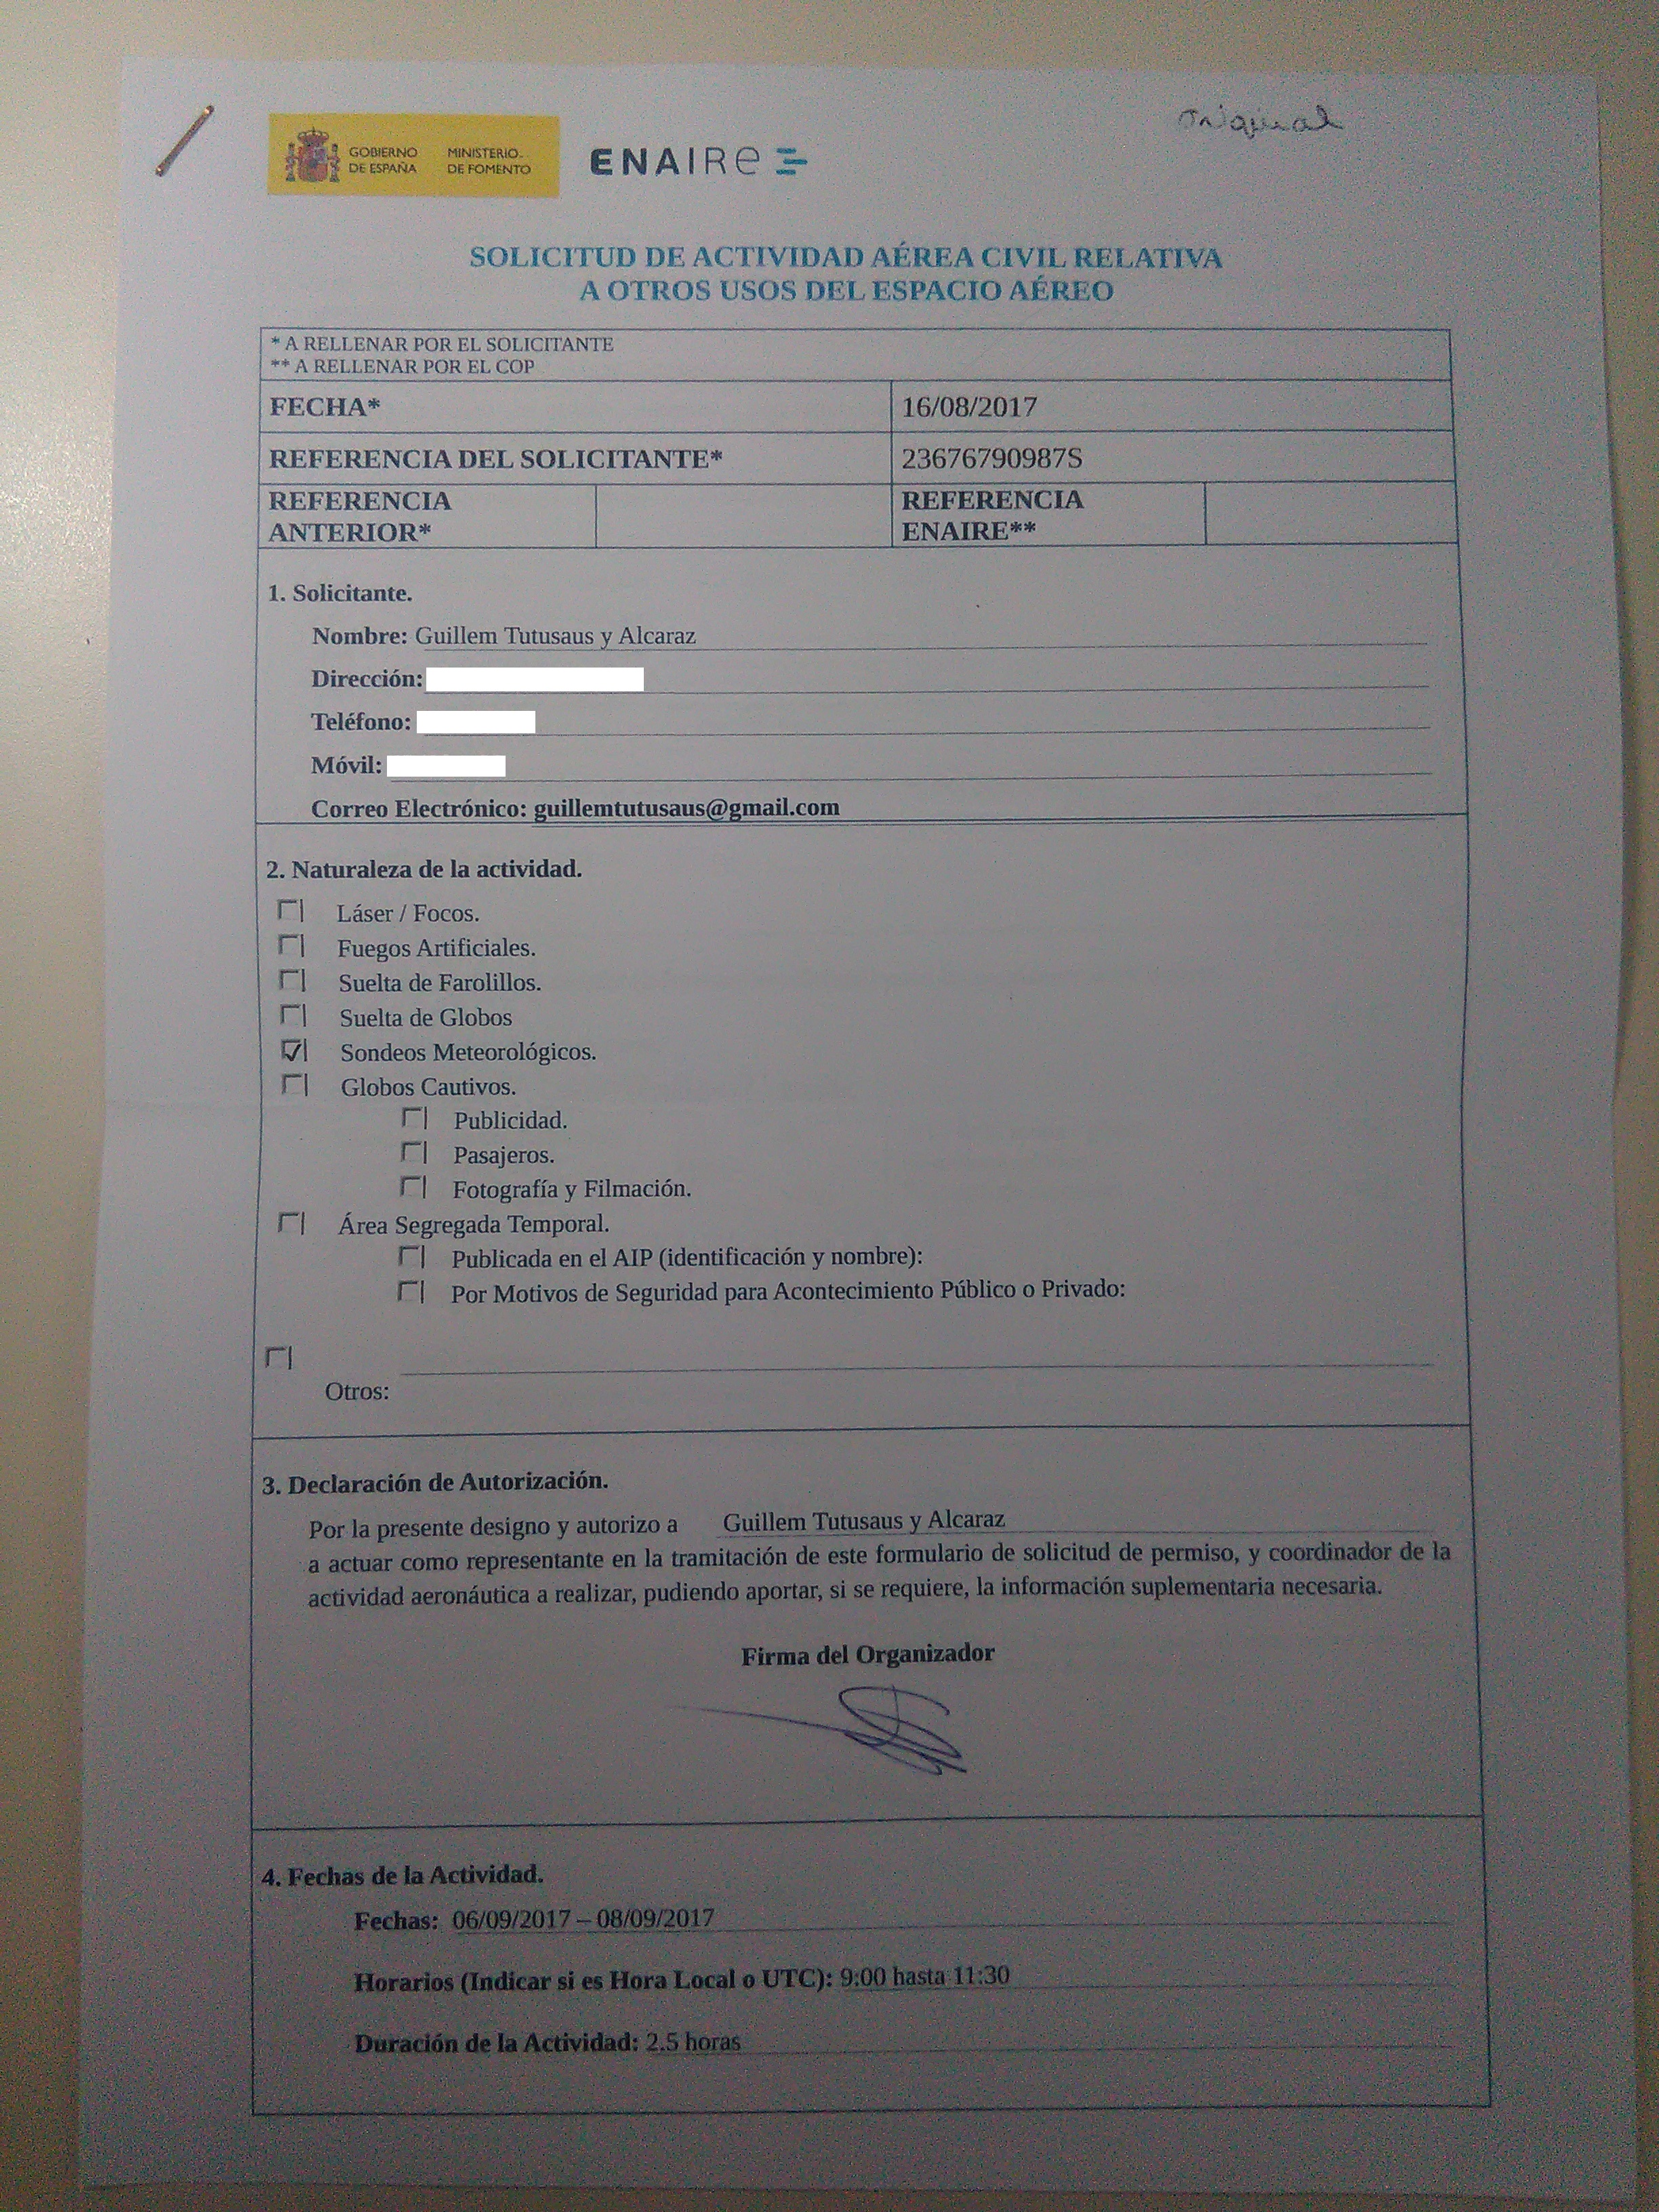 Original
GOBIERNO DE ESPAÑA
MINISTERIO DE FOMENTO
ENAIRE
SOLICITUD DE ACTIVIDAD AÉREA CIVIL RELATIVA
A OTROS USOS DEL ESPACIO AÉREO
* A RELLENAR POR EL SOLICITANTE
** A RELLENAR POR EL COP
FECHA* 16/08/2017
REFERENCIA DEL SOLICITANTE* 23676790987S
REFERENCIA ANTERIOR*
REFERENCIA ENAIRE**
1. Solicitante.
Nombre: Guillem Tutusaus y Alcaraz
Dirección:
Teléfono:
Móvil:
Correo Electrónico: guillemtutusaus@gmail.com
2. Naturaleza de la actividad.
Láser / Focos.
Fuegos Artificiales.
Suelta de Farolillos.
Suelta de Globos
Sondeos Meteorológicos.
Globos Cautivos.
Publicidad.
Pasajeros.
Fotografía y Filmación.
Área Segregada Temporal.
Publicada en el AIP (identificación y nombre):
Por Motivos de Seguridad para Acontecimiento Público o Privado:
Otros:
3. Declaración de Autorización.
Por la presente designo y autorizo a Guillem Tutusaus y Alcaraz
a actuar como representante en la tramitación de este formulario de solicitud de permiso, y coordinador de la
actividad aeronáutica a realizar, pudiendo aportar, si se requiere, la información suplementaria necesaria.
Firma del Organizador
4. Fechas de la Actividad.
Fechas: 06/09/2017 – 08/09/2017
Horarios (Indicar si es Hora Local o UTC): 9:00 hasta 11:30
Duración de la Actividad: 2.5 horas